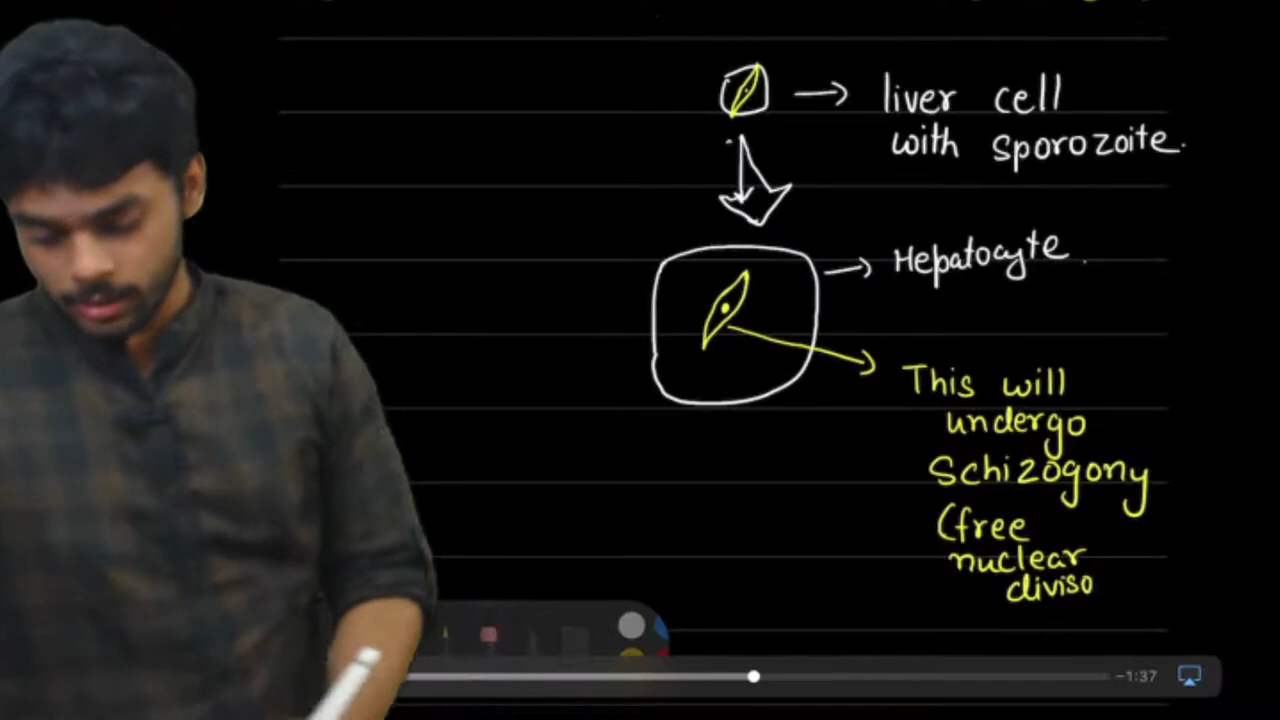 liver cell
with sporozoite.
Hepatocyte.
This will
undergo
Schizogony
(free
nuclear
diviso
-1:37